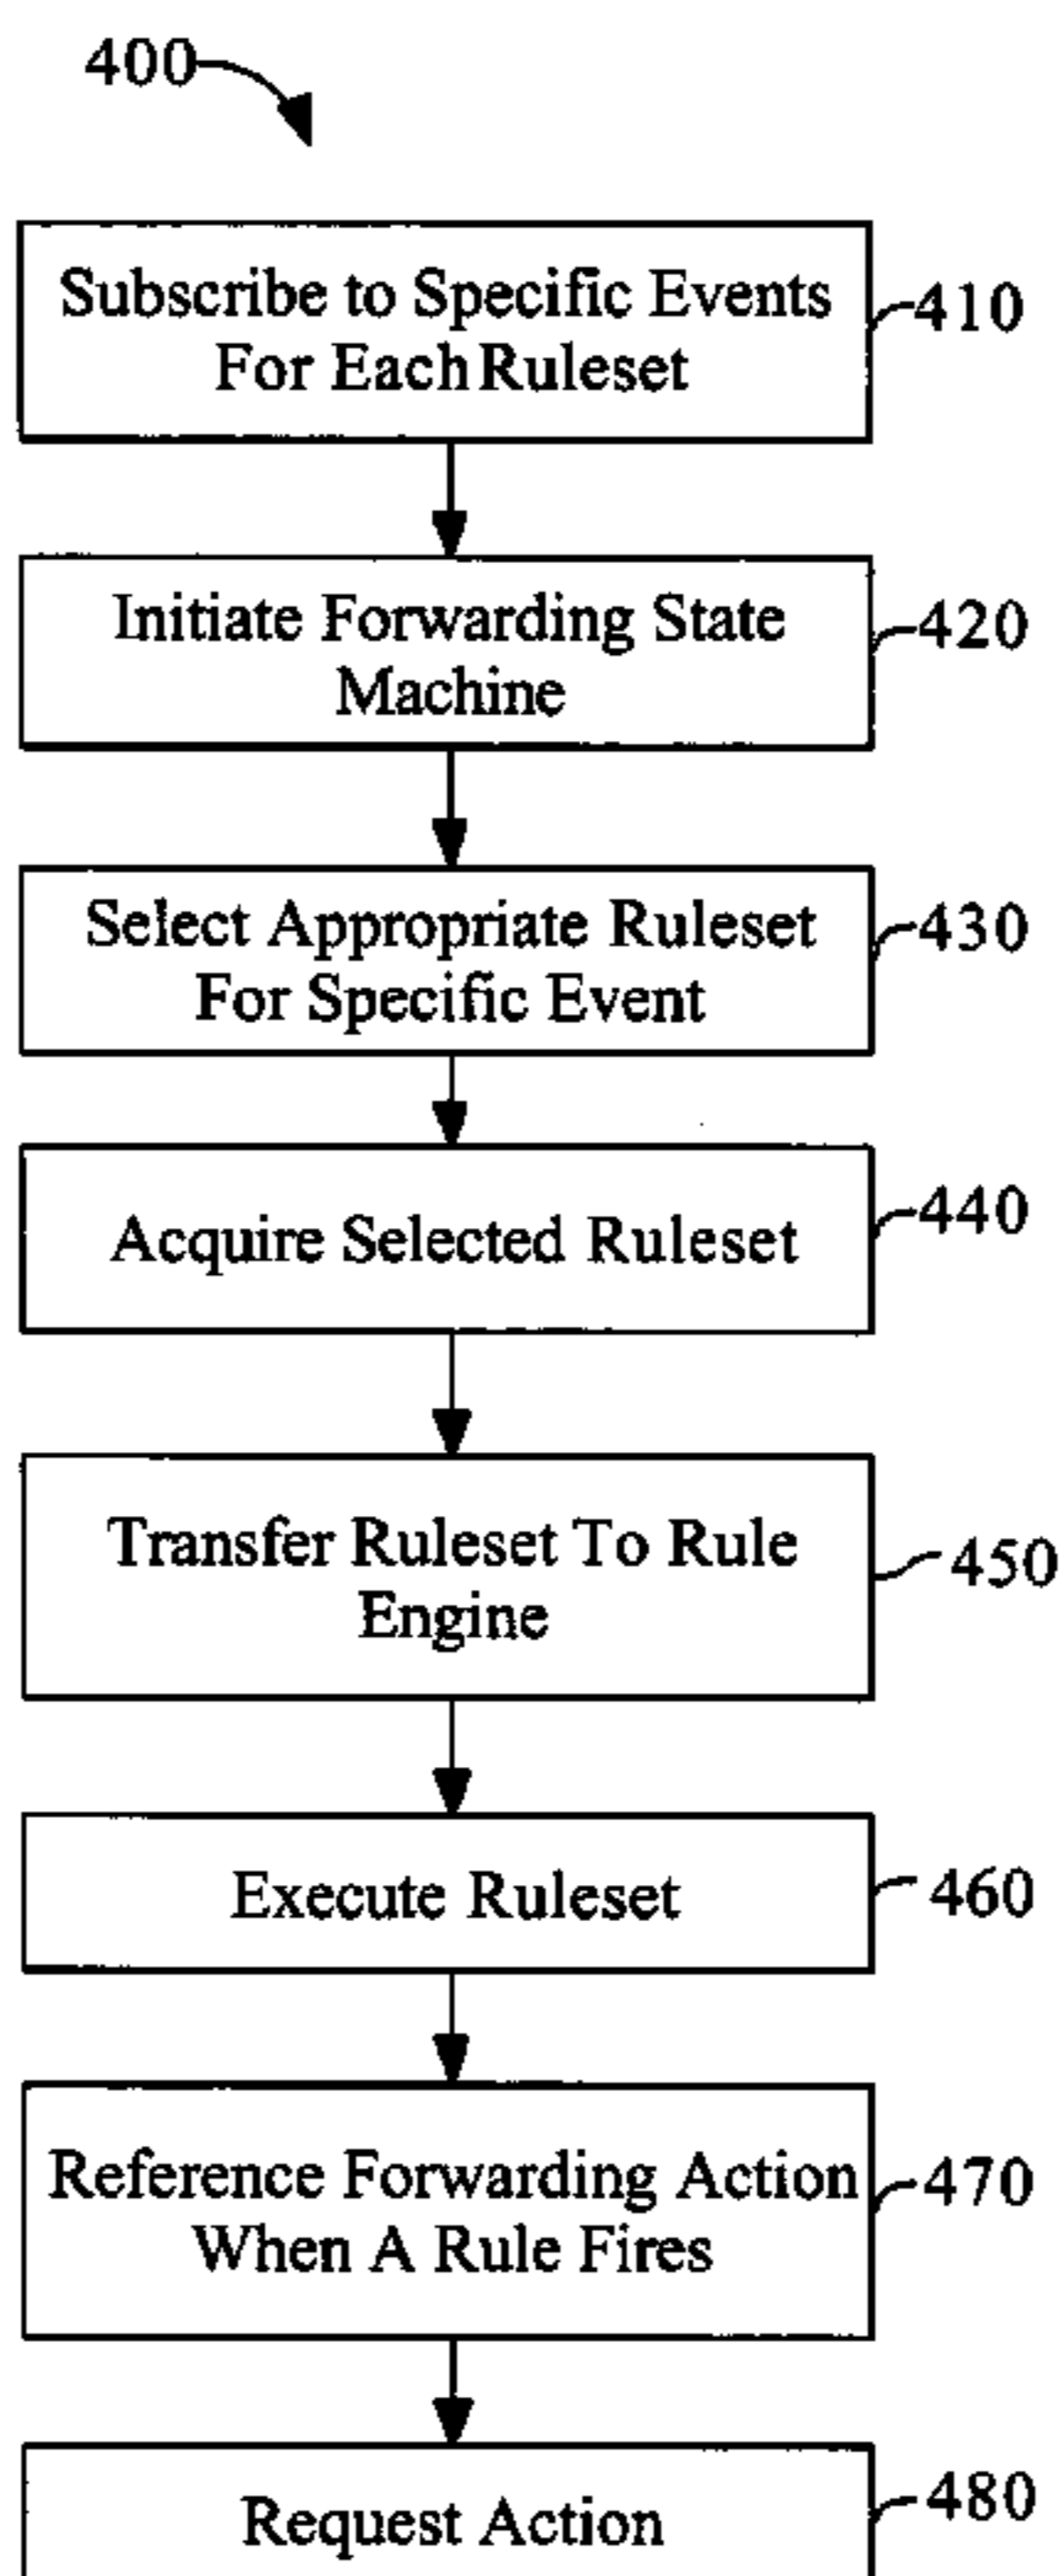 400
Subscribe to Specific Events
For Each Ruleset
410
Initiate Forwarding State
Machine
420
Select Appropriate Ruleset
For Specific Event
430
Acquire Selected Ruleset
440
Transfer Ruleset To Rule
Engine
450
Execute Ruleset
460
Reference Forwarding Action
When A Rule Fires
470
Request Action
480